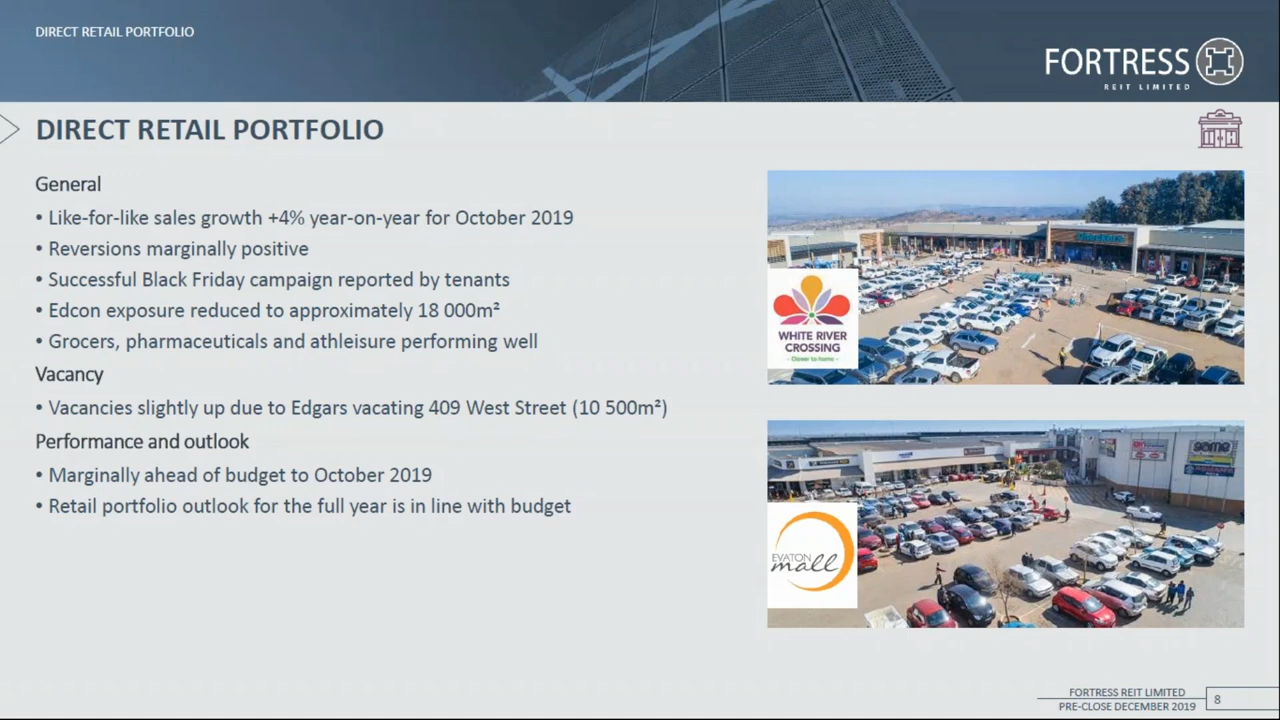 DIRECT RETAIL PORTFOLIO
FORTRESS
REIT LIMITED
DIRECT RETAIL PORTFOLIO
General
• Like-for-like sales growth +4% year-on-year for October 2019
• Reversions marginally positive
• Successful Black Friday campaign reported by tenants
• Edcon exposure reduced to approximately 18 000m²
• Grocers, pharmaceuticals and athleisure performing well
Vacancy
• Vacancies slightly up due to Edgars vacating 409 West Street (10 500m²)
Performance and outlook
• Marginally ahead of budget to October 2019
• Retail portfolio outlook for the full year is in line with budget
WHITE RIVER
CROSSING
- Closer to home -
EVATON
mall
FORTRESS REIT LIMITED
PRE-CLOSE DECEMBER 2019
8